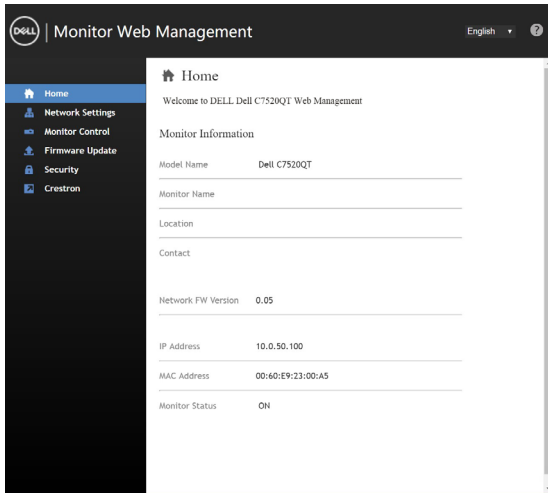 DELL | Monitor Web Management
English ▼ ?
Home
Network Settings
Monitor Control
Firmware Update
Security
Crestron
Home
Welcome to DELL Dell C7520QT Web Management
Monitor Information
Model Name Dell C7520QT
Monitor Name
Location
Contact
Network FW Version 0.05
IP Address 10.0.50.100
MAC Address 00:60:E9:23:00:A5
Monitor Status ON